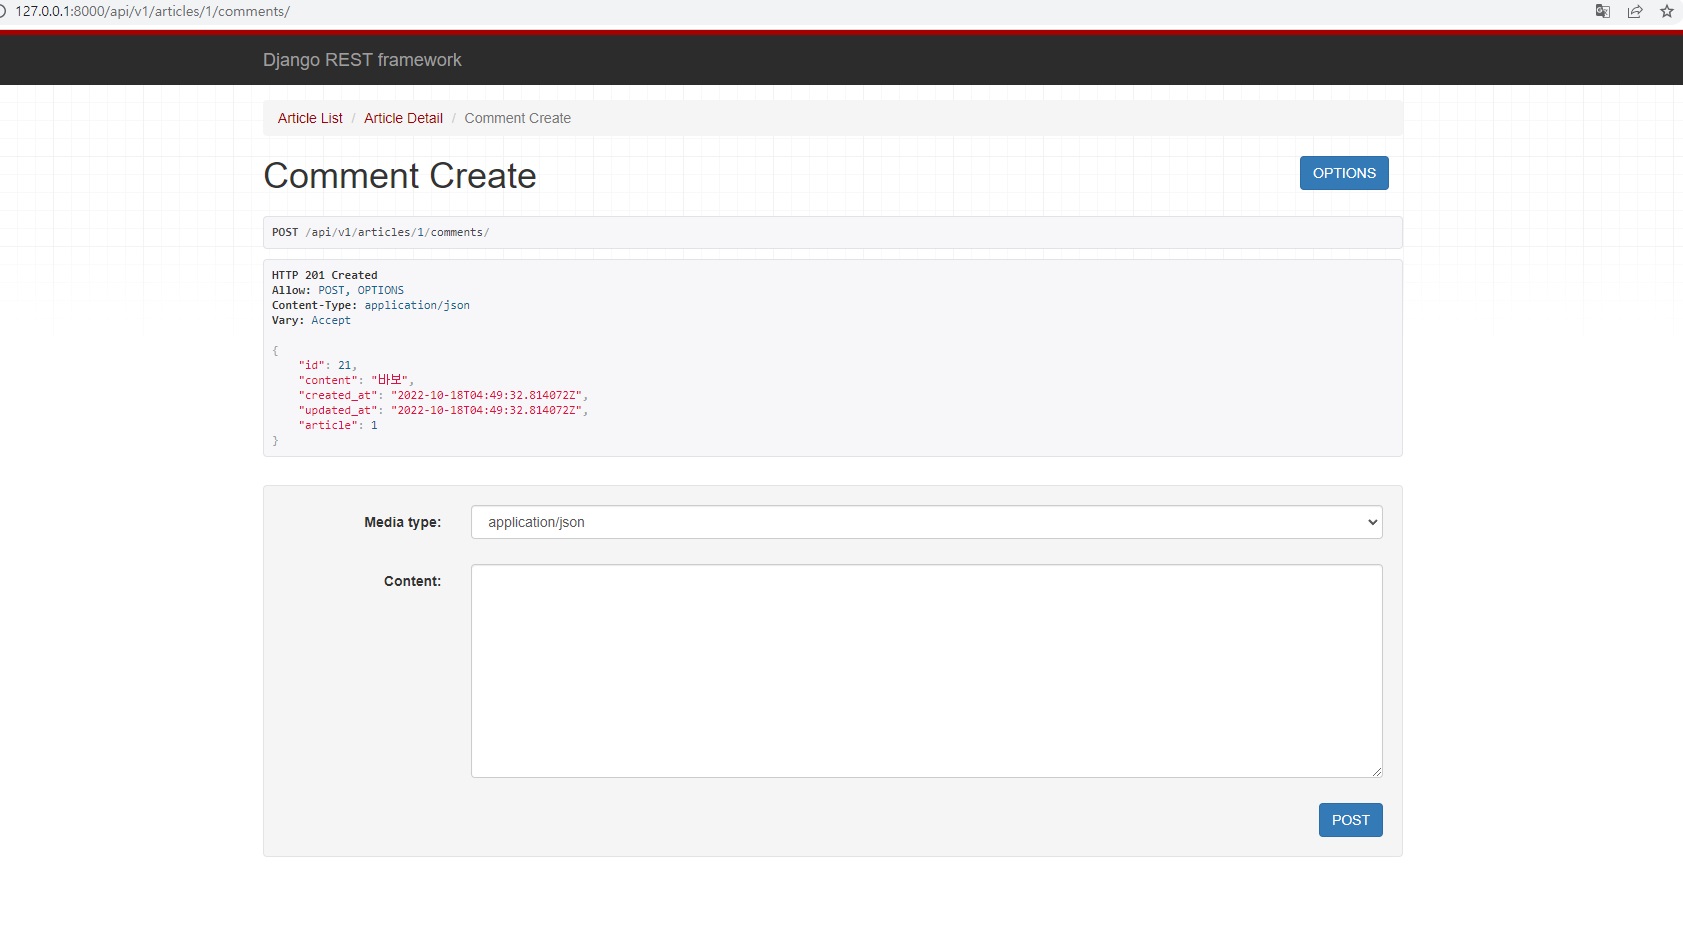 127.0.0.1:8000/api/v1/articles/1/comments/
Django REST framework
Article List / Article Detail / Comment Create
Comment Create
OPTIONS
POST /api/v1/articles/1/comments/
HTTP 201 Created
Allow: POST, OPTIONS
Content-Type: application/json
Vary: Accept
{
    "id": 21,
    "content": "바보",
    "created_at": "2022-10-18T04:49:32.814072Z",
    "updated_at": "2022-10-18T04:49:32.814072Z",
    "article": 1
}
Media type:
application/json
Content:
POST